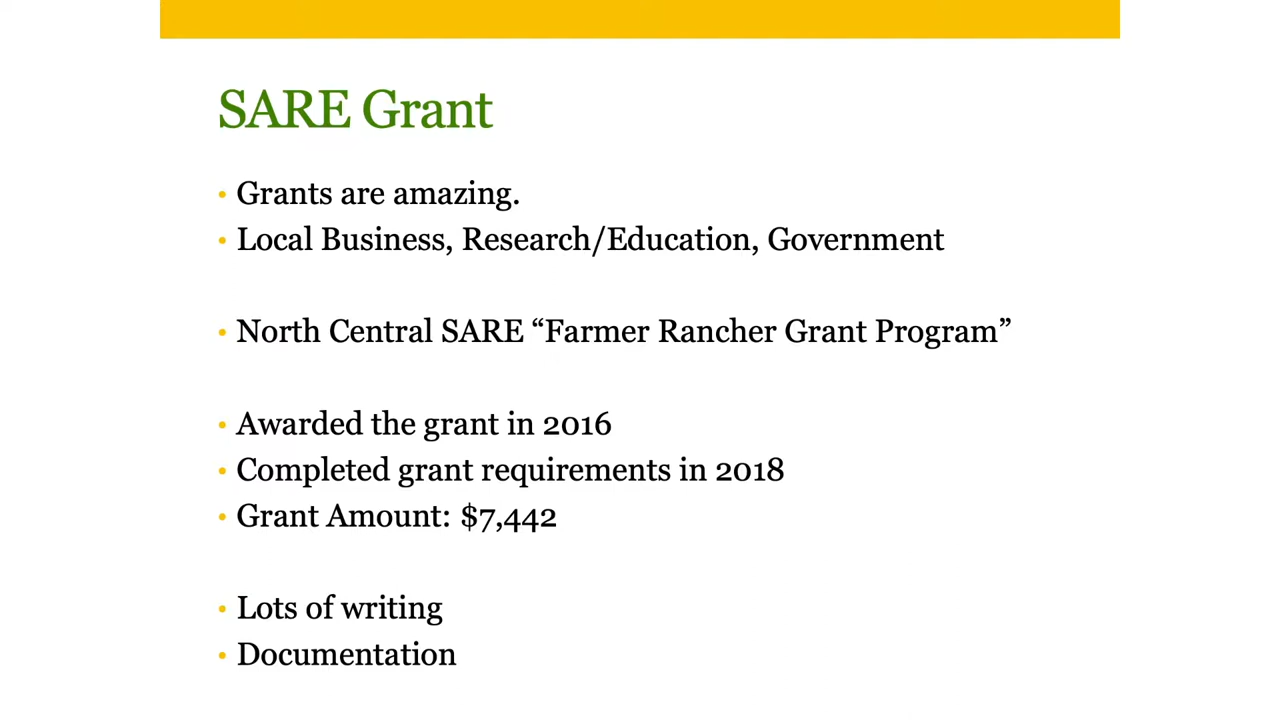 SARE Grant
• Grants are amazing.
• Local Business, Research/Education, Government
• North Central SARE “Farmer Rancher Grant Program”
• Awarded the grant in 2016
• Completed grant requirements in 2018
• Grant Amount: $7,442
• Lots of writing
• Documentation